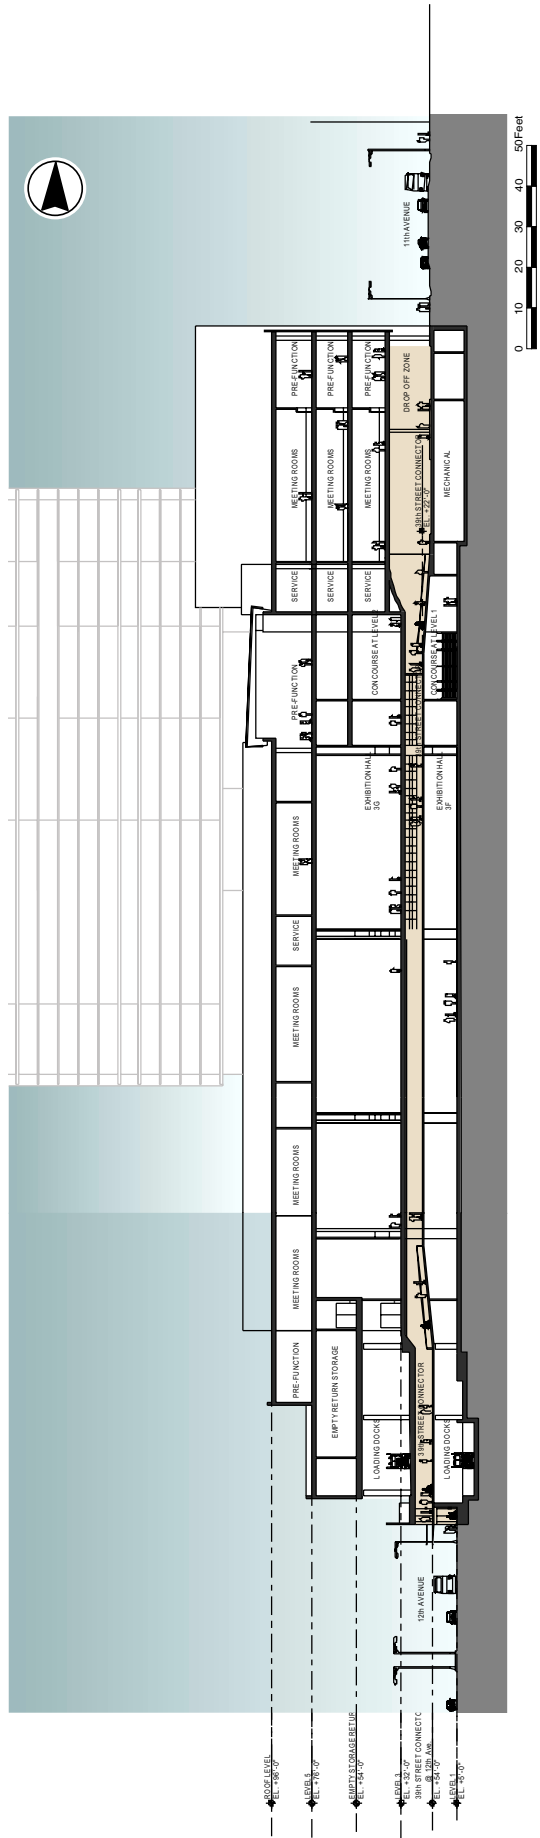 ROOF LEVEL
EL. +96'-0"
LEVEL 5
EL. +76'-0"
EMPTY STORAGE RETUR
EL. +54'-0"
LEVEL 3
EL. +32'-0"
39th STREET CONNECTC
@ 12th Ave.
EL. +54'-0"
LEVEL 1
EL. +5'-0"
12th AVENUE
PRE-FUNCTION
MEETING ROOMS
MEETING ROOMS
MEETING ROOMS
SERVICE
MEETING ROOMS
PRE-FUNCTION
SERVICE
MEETING ROOMS
PRE-FUNCTION
SERVICE
MEETING ROOMS
PRE-FUNCTION
SERVICE
MEETING ROOMS
PRE-FUNCTION
EMPTY RETURN STORAGE
LOADING DOCKS
EXHIBITION HALL
3G
CONCOURSE AT LEVEL 2
39th STREET CONNECTOR
39th STREET CONNECTOR
39th STREET CONNECTOR
EL. +22'-0"
DROP OFF ZONE
LOADING DOCKS
EXHIBITION HALL
3F
CONCOURSE AT LEVEL 1
MECHANICAL
11th AVENUE
0 10 20 30 40 50Feet